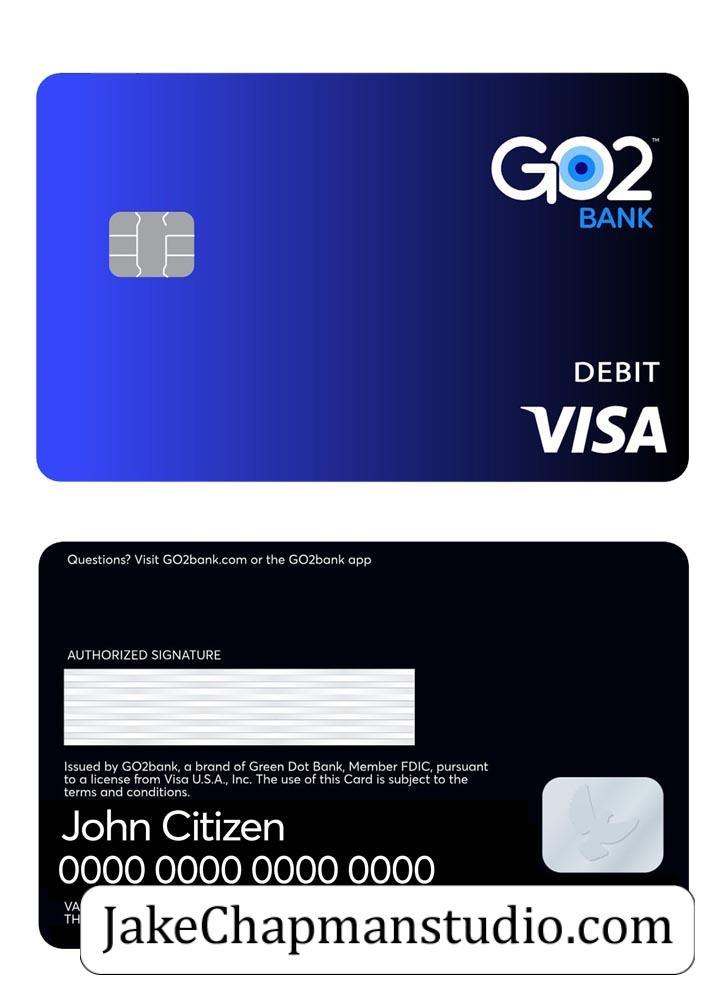 GO2™
BANK
DEBIT
VISA
Questions? Visit GO2bank.com or the GO2bank app
AUTHORIZED SIGNATURE
Issued by GO2bank, a brand of Green Dot Bank, Member FDIC, pursuant
to a license from Visa U.S.A., Inc. The use of this Card is subject to the
terms and conditions.
John Citizen
0000 0000 0000 0000
JakeChapmanstudio.com